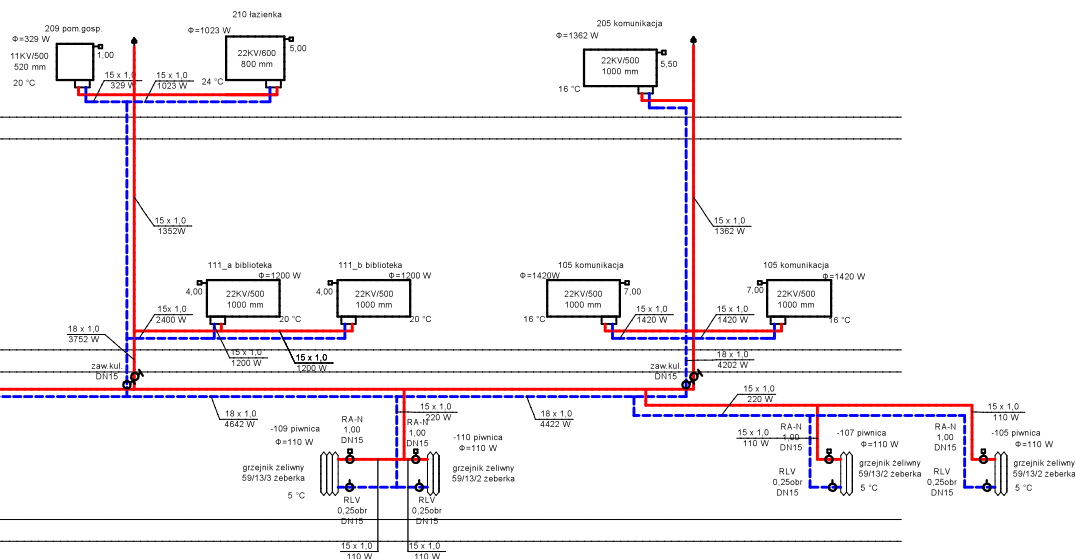 209 pom.gosp.
Φ=329 W
11KV/500
520 mm
20 °C
1,00
15 x 1,0
329 W
15 x 1,0
1023 W
210 łazienka
Φ=1023 W
22KV/600
800 mm
5,00
24 °C
205 komunikacja
Φ=1362 W
22KV/500
1000 mm
5,50
16 °C
15 x 1,0
1352W
15 x 1,0
1362 W
111_a biblioteka
Φ=1200 W
4,00
22KV/500
1000 mm
20 °C
111_b biblioteka
Φ=1200 W
4,00
22KV/500
1000 mm
20 °C
105 komunikacja
Φ=1420W
22KV/500
1000 mm
7,00
16 °C
105 komunikacja
Φ=1420 W
7,00
22KV/500
1000 mm
16 °C
15x 1,0
2400 W
18 x 1,0
3752 W
15 x 1,0
1200 W
15 x 1,0
1200 W
15 x 1,0
1420 W
15 x 1,0
1420 W
18 x 1,0
4202 W
zaw.kul.
DN15
zaw.kul.
DN15
18 x 1,0
4642 W
15 x 1,0
220 W
18 x 1,0
4422 W
15 x 1,0
220 W
15 x 1,0
110 W
-109 piwnica
Φ=110 W
RA-N
1,00
DN15
RA-N
1,00
DN15
-110 piwnica
Φ=110 W
grzejnik żeliwny
59/13/3 żeberka
5 °C
grzejnik żeliwny
59/13/2 żeberka
RLV
0,25obr
DN15
RLV
0,25obr
DN15
15 x 1,0
110 W
15 x 1,0
110 W
15 x 1,0
110 W
RA-N
1,00
DN15
-107 piwnica
Φ=110 W
grzejnik żeliwny
59/13/2 żeberka
5 °C
RLV
0,25obr
DN15
RA-N
1,00
DN15
-105 piwnica
Φ=110 W
grzejnik żeliwny
59/13/2 żeberka
5 °C
RLV
0,25obr
DN15